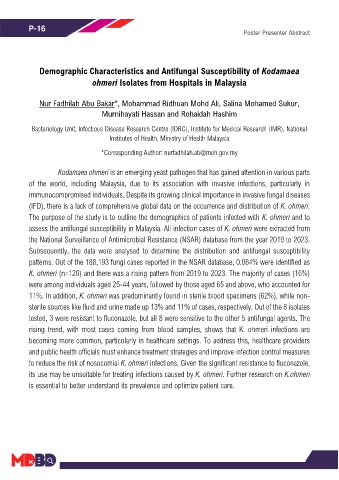 P-16
Poster Presenter Abstract
Demographic Characteristics and Antifungal Susceptibility of Kodamaea
ohmeri Isolates from Hospitals in Malaysia
Nur Fadhilah Abu Bakar*, Mohammad Ridhuan Mohd Ali, Salina Mohamed Sukur,
Murnihayati Hassan and Rohaidah Hashim
Bacteriology Unit, Infectious Disease Research Centre (IDRC), Institute for Medical Research (IMR), National
Institutes of Health, Ministry of Health Malaysia
*Corresponding Author: nurfadhilah.ab@moh.gov.my
Kodamaea ohmeri is an emerging yeast pathogen that has gained attention in various parts
of the world, including Malaysia, due to its association with invasive infections, particularly in
immunocompromised individuals. Despite its growing clinical importance in invasive fungal diseases
(IFD), there is a lack of comprehensive global data on the occurrence and distribution of K. ohmeri.
The purpose of the study is to outline the demographics of patients infected with K. ohmeri and to
assess the antifungal susceptibility in Malaysia. All infection cases of K. ohmeri were extracted from
the National Surveillance of Antimicrobial Resistance (NSAR) database from the year 2019 to 2023.
Subsequently, the data were analysed to determine the distribution and antifungal susceptibility
patterns. Out of the 188,193 fungi cases reported in the NSAR database, 0.064% were identified as
K. ohmeri (n=120) and there was a rising pattern from 2019 to 2023. The majority of cases (16%)
were among individuals aged 25-44 years, followed by those aged 65 and above, who accounted for
11%. In addition, K. ohmeri was predominantly found in sterile blood specimens (62%), while non-
sterile sources like fluid and urine made up 13% and 11% of cases, respectively. Out of the 8 isolates
tested, 3 were resistant to fluconazole, but all 8 were sensitive to the other 5 antifungal agents. The
rising trend, with most cases coming from blood samples, shows that K. ohmeri infections are
becoming more common, particularly in healthcare settings. To address this, healthcare providers
and public health officials must enhance treatment strategies and improve infection control measures
to reduce the risk of nosocomial K. ohmeri infections. Given the significant resistance to fluconazole,
its use may be unsuitable for treating infections caused by K. ohmeri. Further research on K.ohmeri
is essential to better understand its prevalence and optimize patient care.